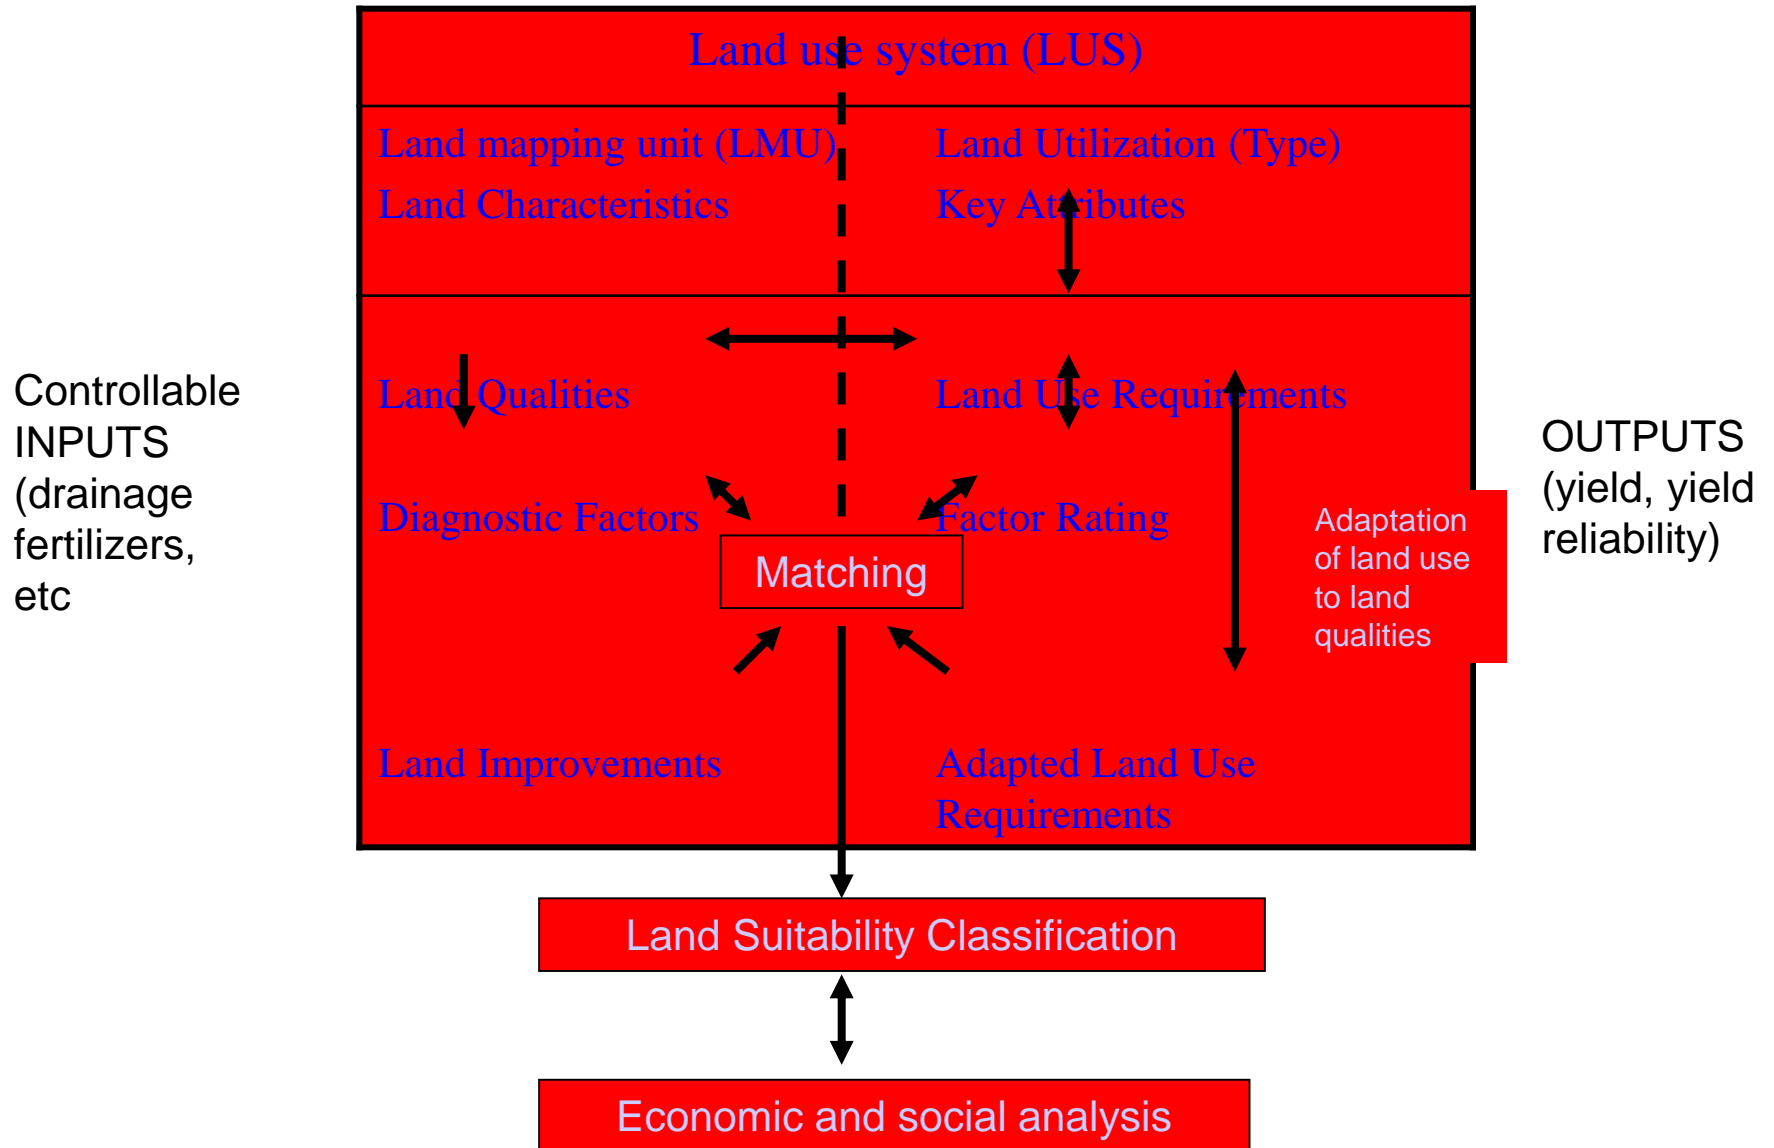 Land use system (LUS)
Land mapping unit (LMU)
Land Utilization (Type)
Land Characteristics
Key Attributes
Controllable
INPUTS
(drainage
fertilizers,
etc
Land Qualities
Land Use Requirements
Diagnostic Factors
Factor Rating
Matching
Adaptation
of land use
to land
qualities
OUTPUTS
(yield, yield
reliability)
Land Improvements
Adapted Land Use
Requirements
Land Suitability Classification
Economic and social analysis